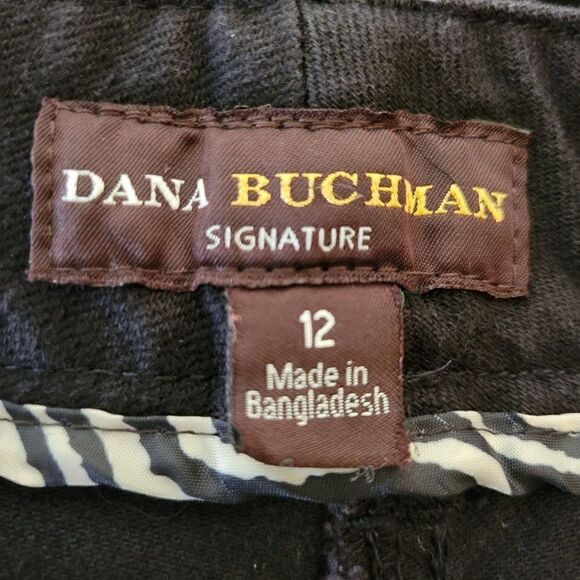 DANA BUCHMAN
SIGNATURE
12
Made in
Bangladesh